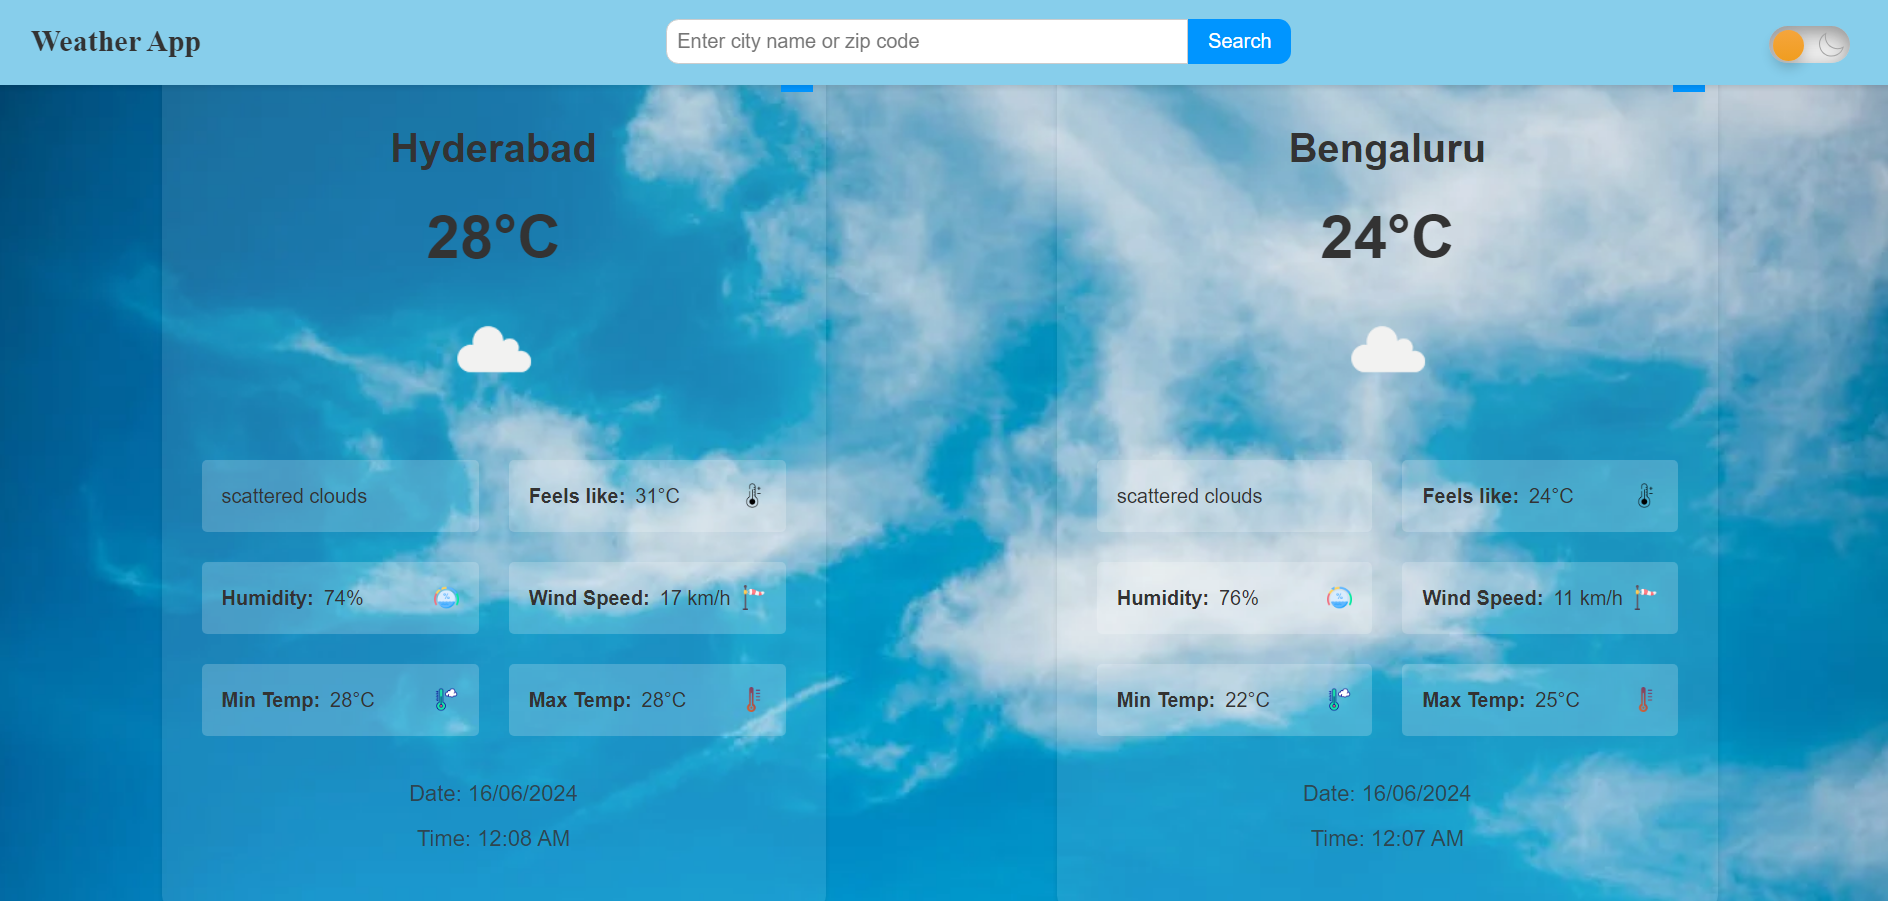 Weather App
Enter city name or zip code
Search
Hyderabad
28°C
scattered clouds
Feels like: 31°C
Humidity: 74%
Wind Speed: 17 km/h
Min Temp: 28°C
Max Temp: 28°C
Date: 16/06/2024
Time: 12:08 AM
Bengaluru
24°C
scattered clouds
Feels like: 24°C
Humidity: 76%
Wind Speed: 11 km/h
Min Temp: 22°C
Max Temp: 25°C
Date: 16/06/2024
Time: 12:07 AM